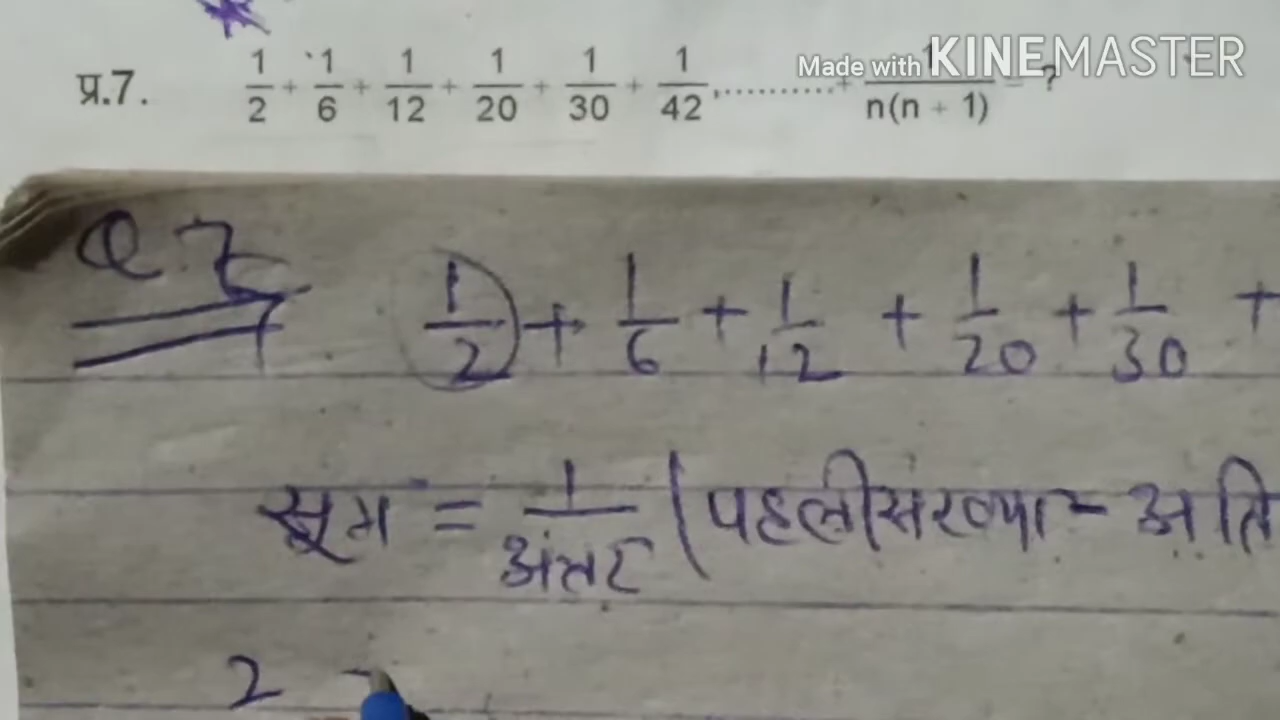 Made with KINEMASTER
प्र.7. 1/2 + 1/6 + 1/12 + 1/20 + 1/30 + 1/42,..........+ 1/n(n + 1) = ?
Q 7 1/2 + 1/6 + 1/12 + 1/20 + 1/30 +
सूत्र = 1/अंतर (पहली संख्या - अति
2